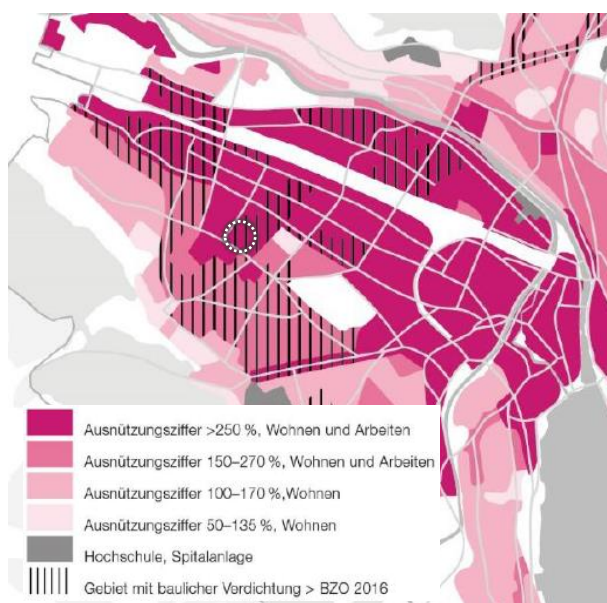 Ausnützungsziffer >250 %, Wohnen und Arbeiten
Ausnützungsziffer 150–270 %, Wohnen und Arbeiten
Ausnützungsziffer 100–170 %,Wohnen
Ausnützungsziffer 50–135 %, Wohnen
Hochschule, Spitalanlage
Gebiet mit baulicher Verdichtung > BZO 2016